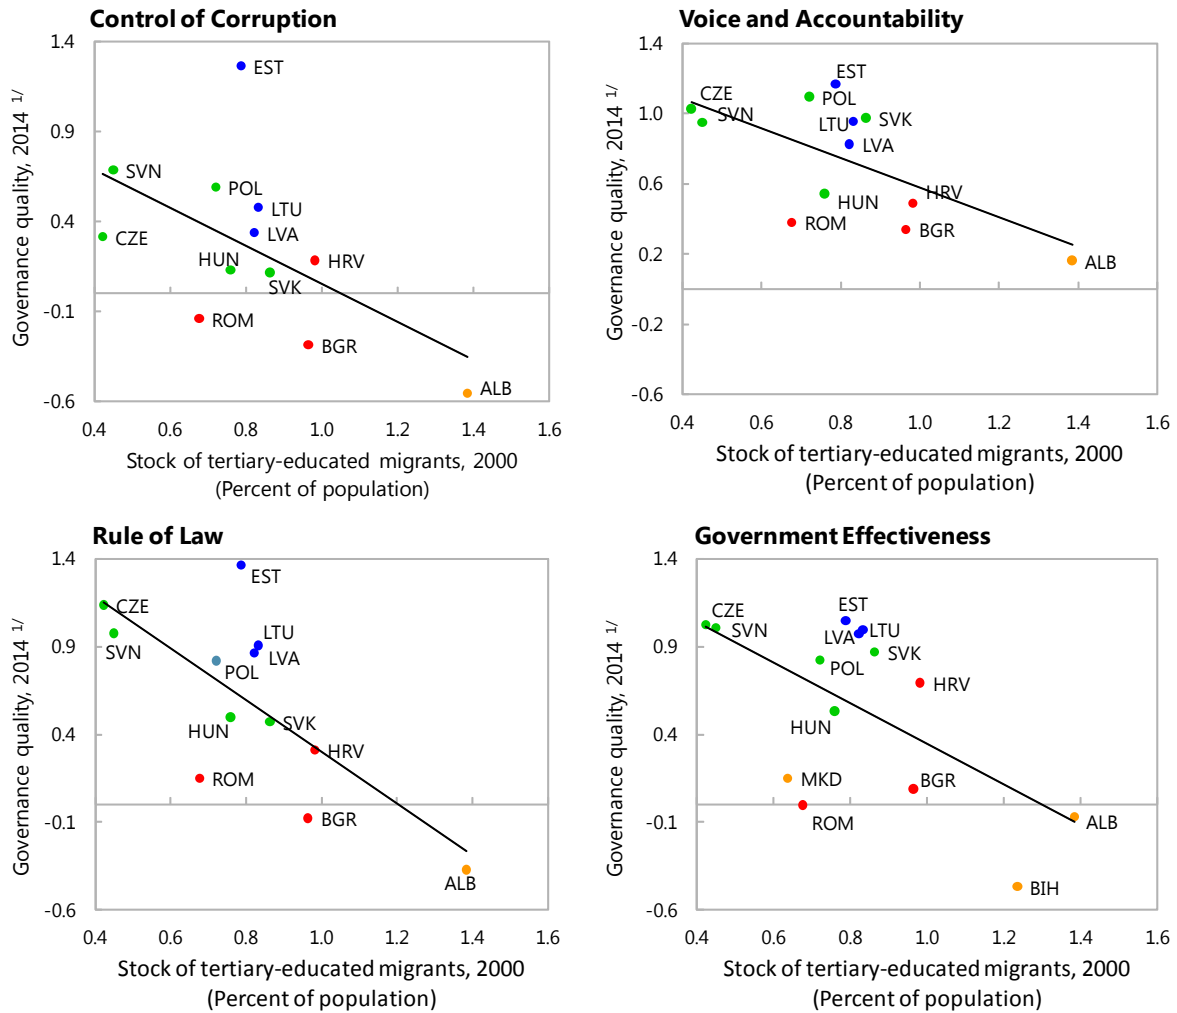 Control of Corruption
Governance quality, 2014 1/
1.4
0.9
0.4
-0.1
-0.6
EST
SVN
POL
LTU
CZE
LVA
HUN
HRV
SVK
ROM
BGR
ALB
0.4 0.6 0.8 1.0 1.2 1.4 1.6
Stock of tertiary-educated migrants, 2000
(Percent of population)
Voice and Accountability
Governance quality, 2014 1/
1.4
1.0
0.6
0.2
-0.2
-0.6
EST
CZE
POL
SVN
LTU
SVK
LVA
HRV
HUN
ROM
BGR
ALB
0.4 0.6 0.8 1.0 1.2 1.4 1.6
Stock of tertiary-educated migrants, 2000
(Percent of population)
Rule of Law
Governance quality, 2014 1/
1.4
0.9
0.4
-0.1
-0.6
EST
CZE
LTU
SVN
LVA
POL
SVK
HUN
HRV
ROM
BGR
ALB
0.4 0.6 0.8 1.0 1.2 1.4 1.6
Stock of tertiary-educated migrants, 2000
(Percent of population)
Government Effectiveness
Governance quality, 2014 1/
1.4
0.9
0.4
-0.1
-0.6
EST
CZE
SVN
LVA
LTU
SVK
POL
HRV
HUN
MKD
BGR
ROM
ALB
BIH
0.4 0.6 0.8 1.0 1.2 1.4 1.6
Stock of tertiary-educated migrants, 2000
(Percent of population)